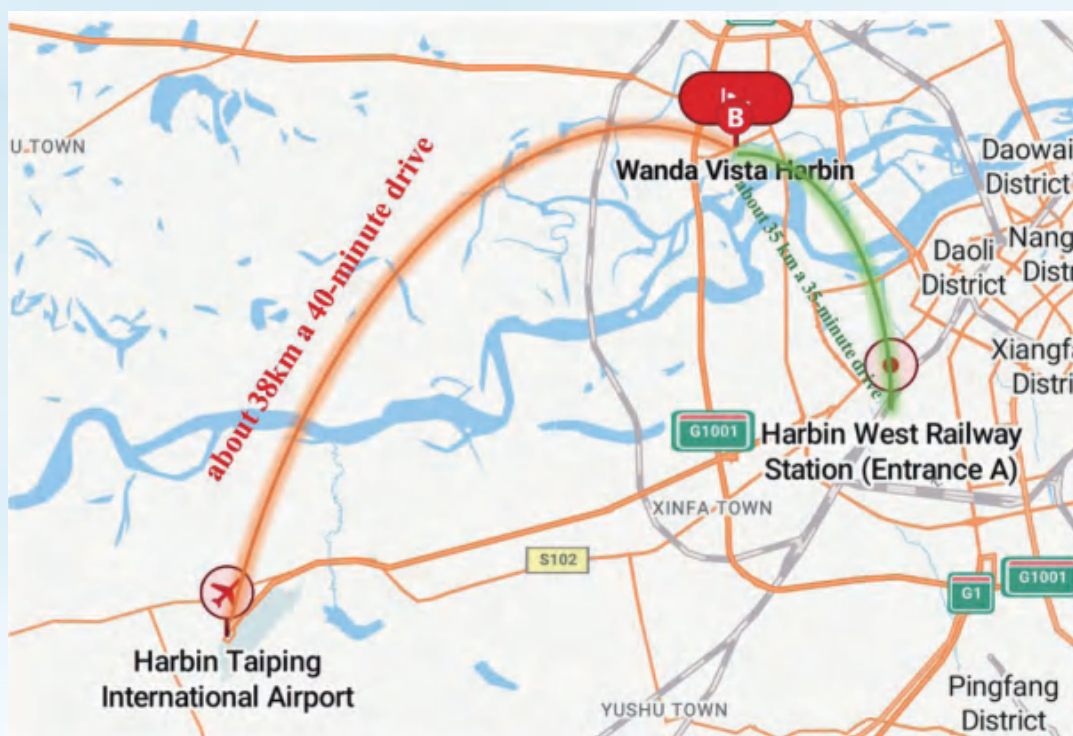 U TOWN
B
Wanda Vista Harbin
Daowai
District
Daoli
District
Nang
Distr
Xiangfa
Distri
about 38km a 40-minute drive
about 35 km a 35-minute drive
G1001
Harbin West Railway
Station (Entrance A)
XINFA TOWN
S102
G1
G1001
Harbin Taiping
International Airport
YUSHU TOWN
Pingfang
District